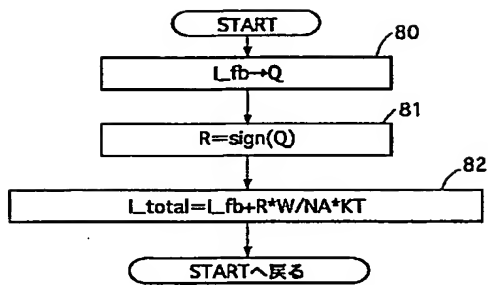 START
80
I_fb→Q
81
R=sign(Q)
82
I_total=I_fb+R*W/NA*KT
STARTへ戻る